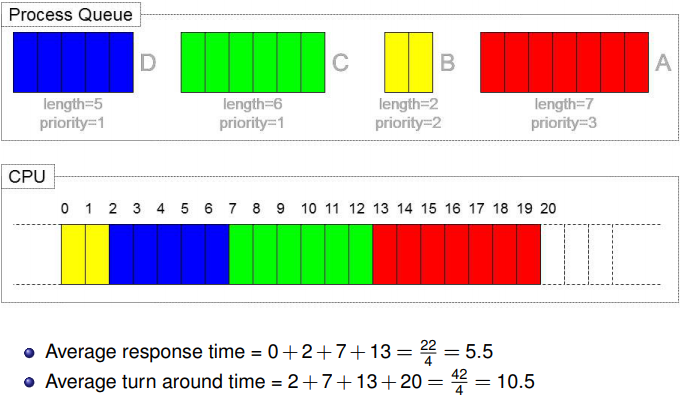 Process Queue
D C B A
length=5 length=6 length=2 length=7
priority=1 priority=1 priority=2 priority=3
CPU
0 1 2 3 4 5 6 7 8 9 10 11 12 13 14 15 16 17 18 19 20
Average response time = 0+2+7+13 = 22/4 = 5.5
Average turn around time = 2+7+13+20 = 42/4 = 10.5